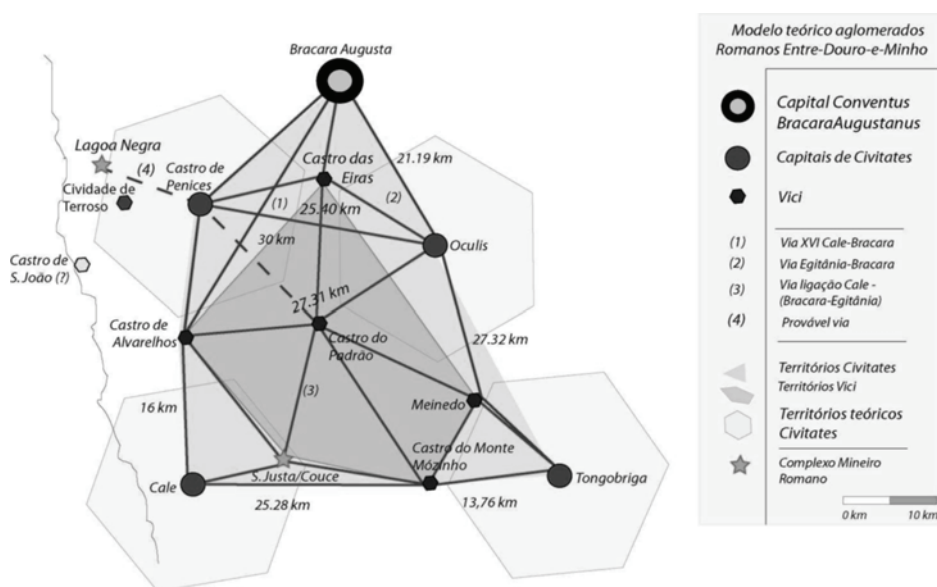 Bracara Augusta
Lagoa Negra
(4)
Castro de
Penices
Castro das
Eiras
21.19 km
Cividade de
Terroso
(1)
(2)
25.40 km
30 km
Oculis
Castro de
S.João (?)
27.31 km
Castro de
Alvarelhos
Castro do
Padrão
27.32 km
(3)
16 km
Meinedo
Castro do Monte
Mózinho
S.Justa/Couce
Cale
Tongobriga
25.28 km
13,76 km
Modelo teórico aglomerados
Romanos Entre-Douro-e-Minho
Capital Conventus
BracaraAugustanus
Capitais de Civitates
Vici
(1) Via XVI Cale-Bracara
(2) Via Egitânia-Bracara
(3) Via ligação Cale -
(Bracara-Egitânia)
(4) Provável via
Territórios Civitates
Territórios Vici
Territórios teóricos
Civitates
Complexo Mineiro
Romano
0 km 10 km